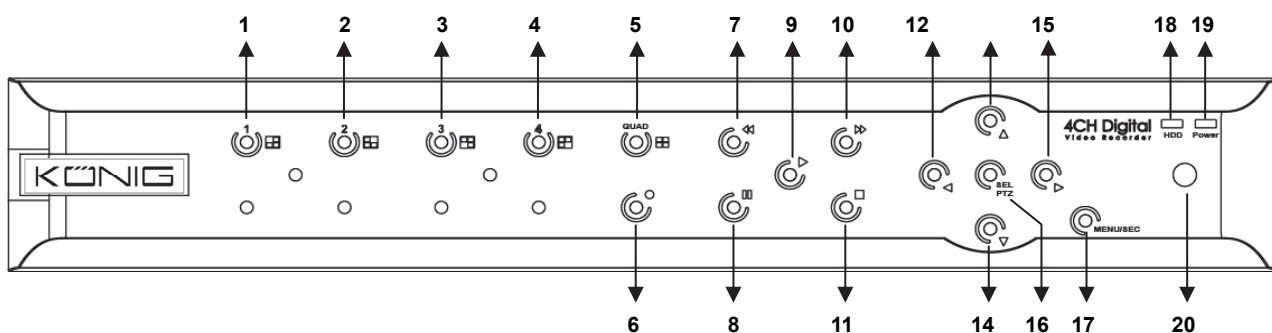 1 2 3 4 5 7 9 10 12 15 18 19
1 2 3 4 QUAD
4CH Digital
Video Recorder
HDD Power
KÖNIG
SEL
PTZ
MENU/SEC
6 8 11 14 16 17 20